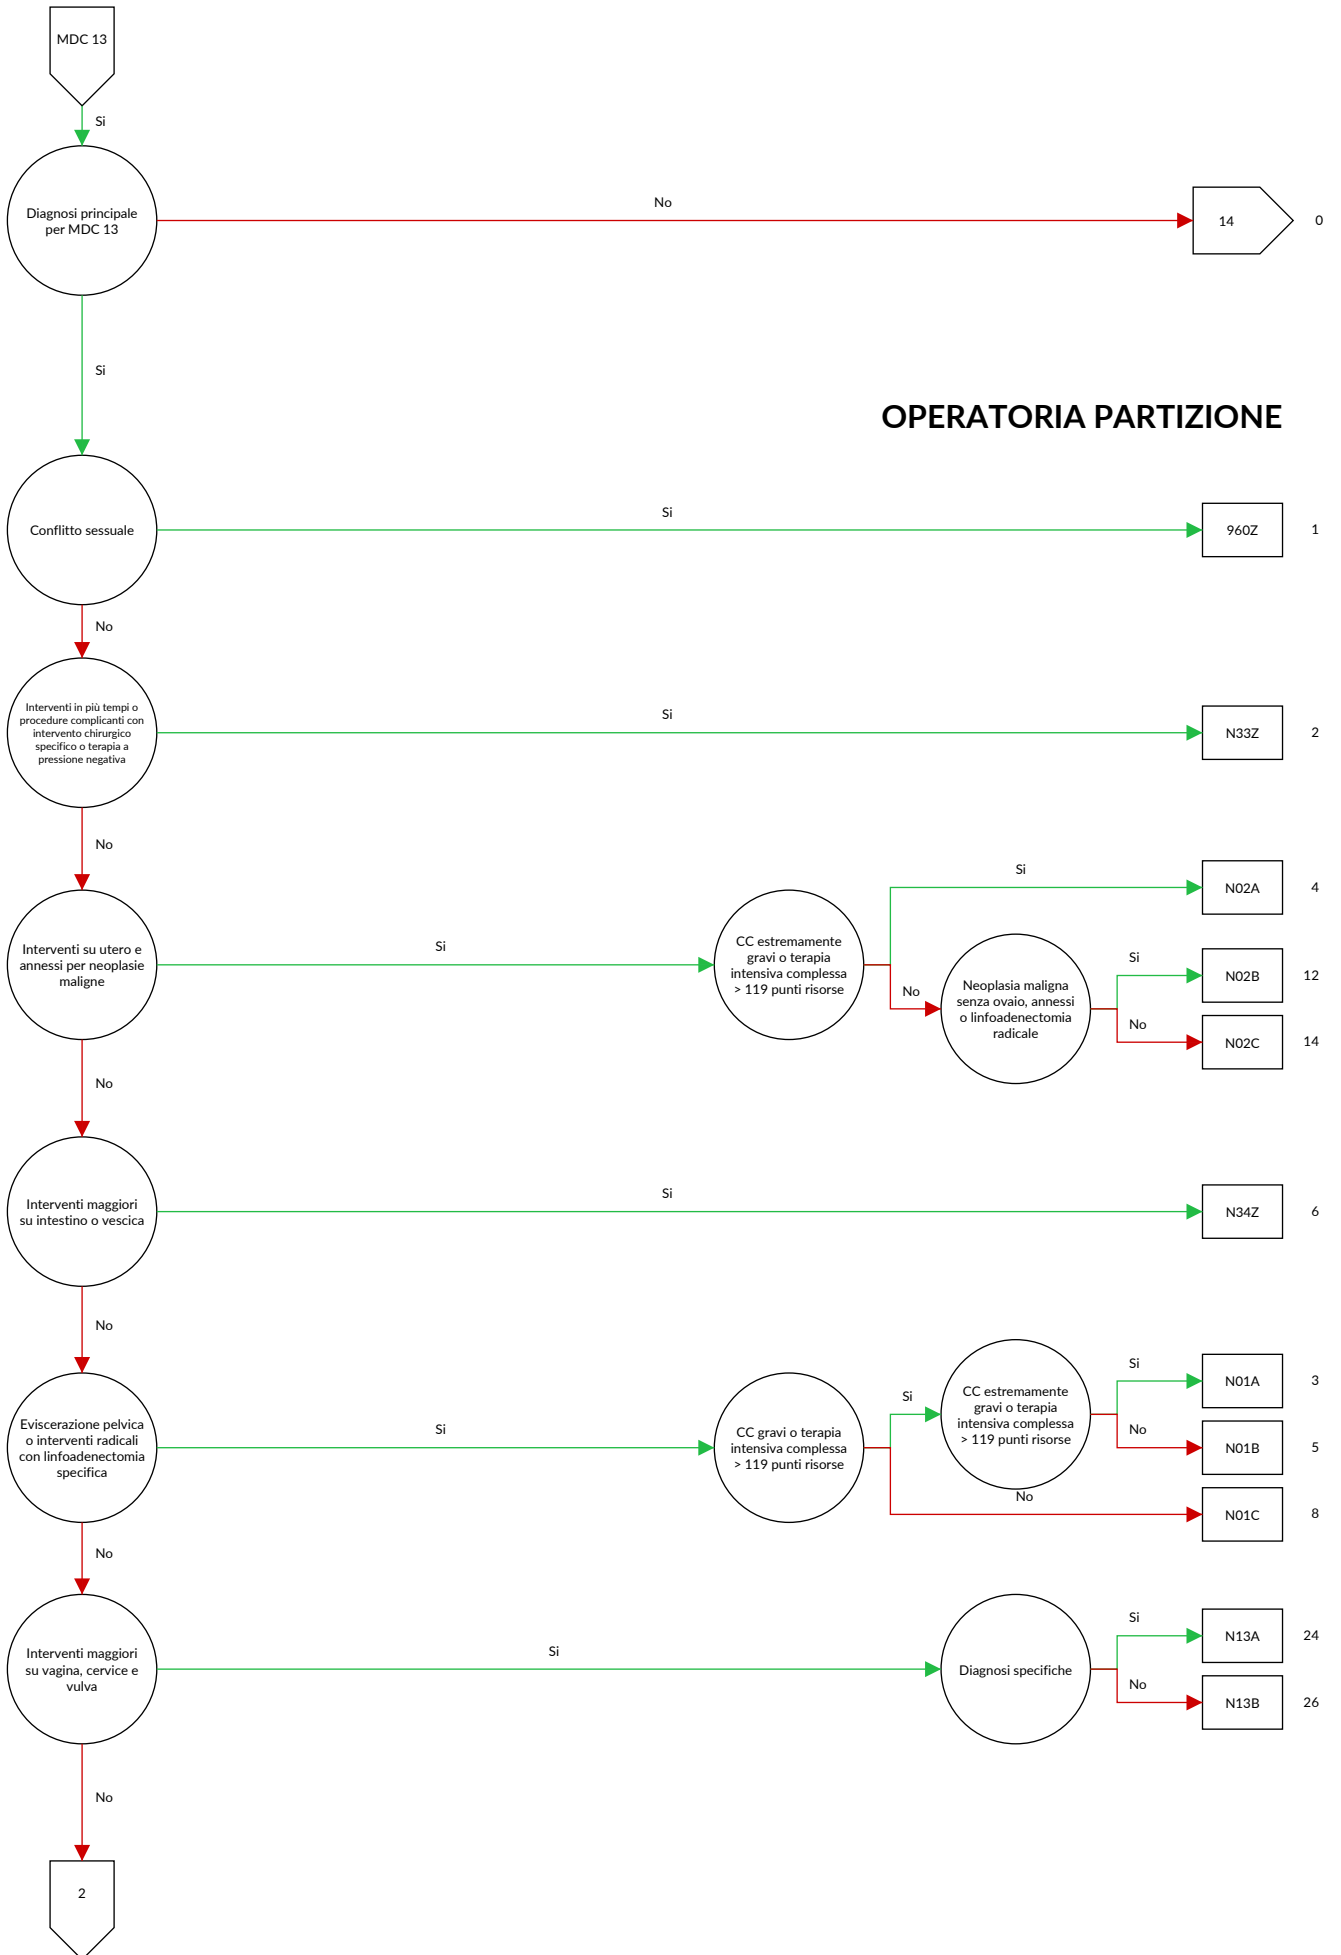 MDC 13
Si
Diagnosi principale
per MDC 13
No
14
0
Si
OPERATORIA PARTIZIONE
Conflitto sessuale
Si
960Z
1
No
Interventi in più tempi o
procedure complicanti con
intervento chirurgico
specifico o terapia a
pressione negativa
Si
N33Z
2
No
Interventi su utero e
annessi per neoplasie
maligne
Si
CC estremamente
gravi o terapia
intensiva complessa
> 119 punti risorse
Si
N02A
4
No
Neoplasia maligna
senza ovaio, annessi
o linfoadenectomia
radicale
Si
N02B
12
No
N02C
14
No
Interventi maggiori
su intestino o vescica
Si
N34Z
6
No
Eviscerazione pelvica
o interventi radicali
con linfoadenectomia
specifica
Si
CC gravi o terapia
intensiva complessa
> 119 punti risorse
Si
CC estremamente
gravi o terapia
intensiva complessa
> 119 punti risorse
Si
N01A
3
No
N01B
5
No
N01C
8
No
Interventi maggiori
su vagina, cervice e
vulva
Si
Diagnosi specifiche
Si
N13A
24
No
N13B
26
No
2